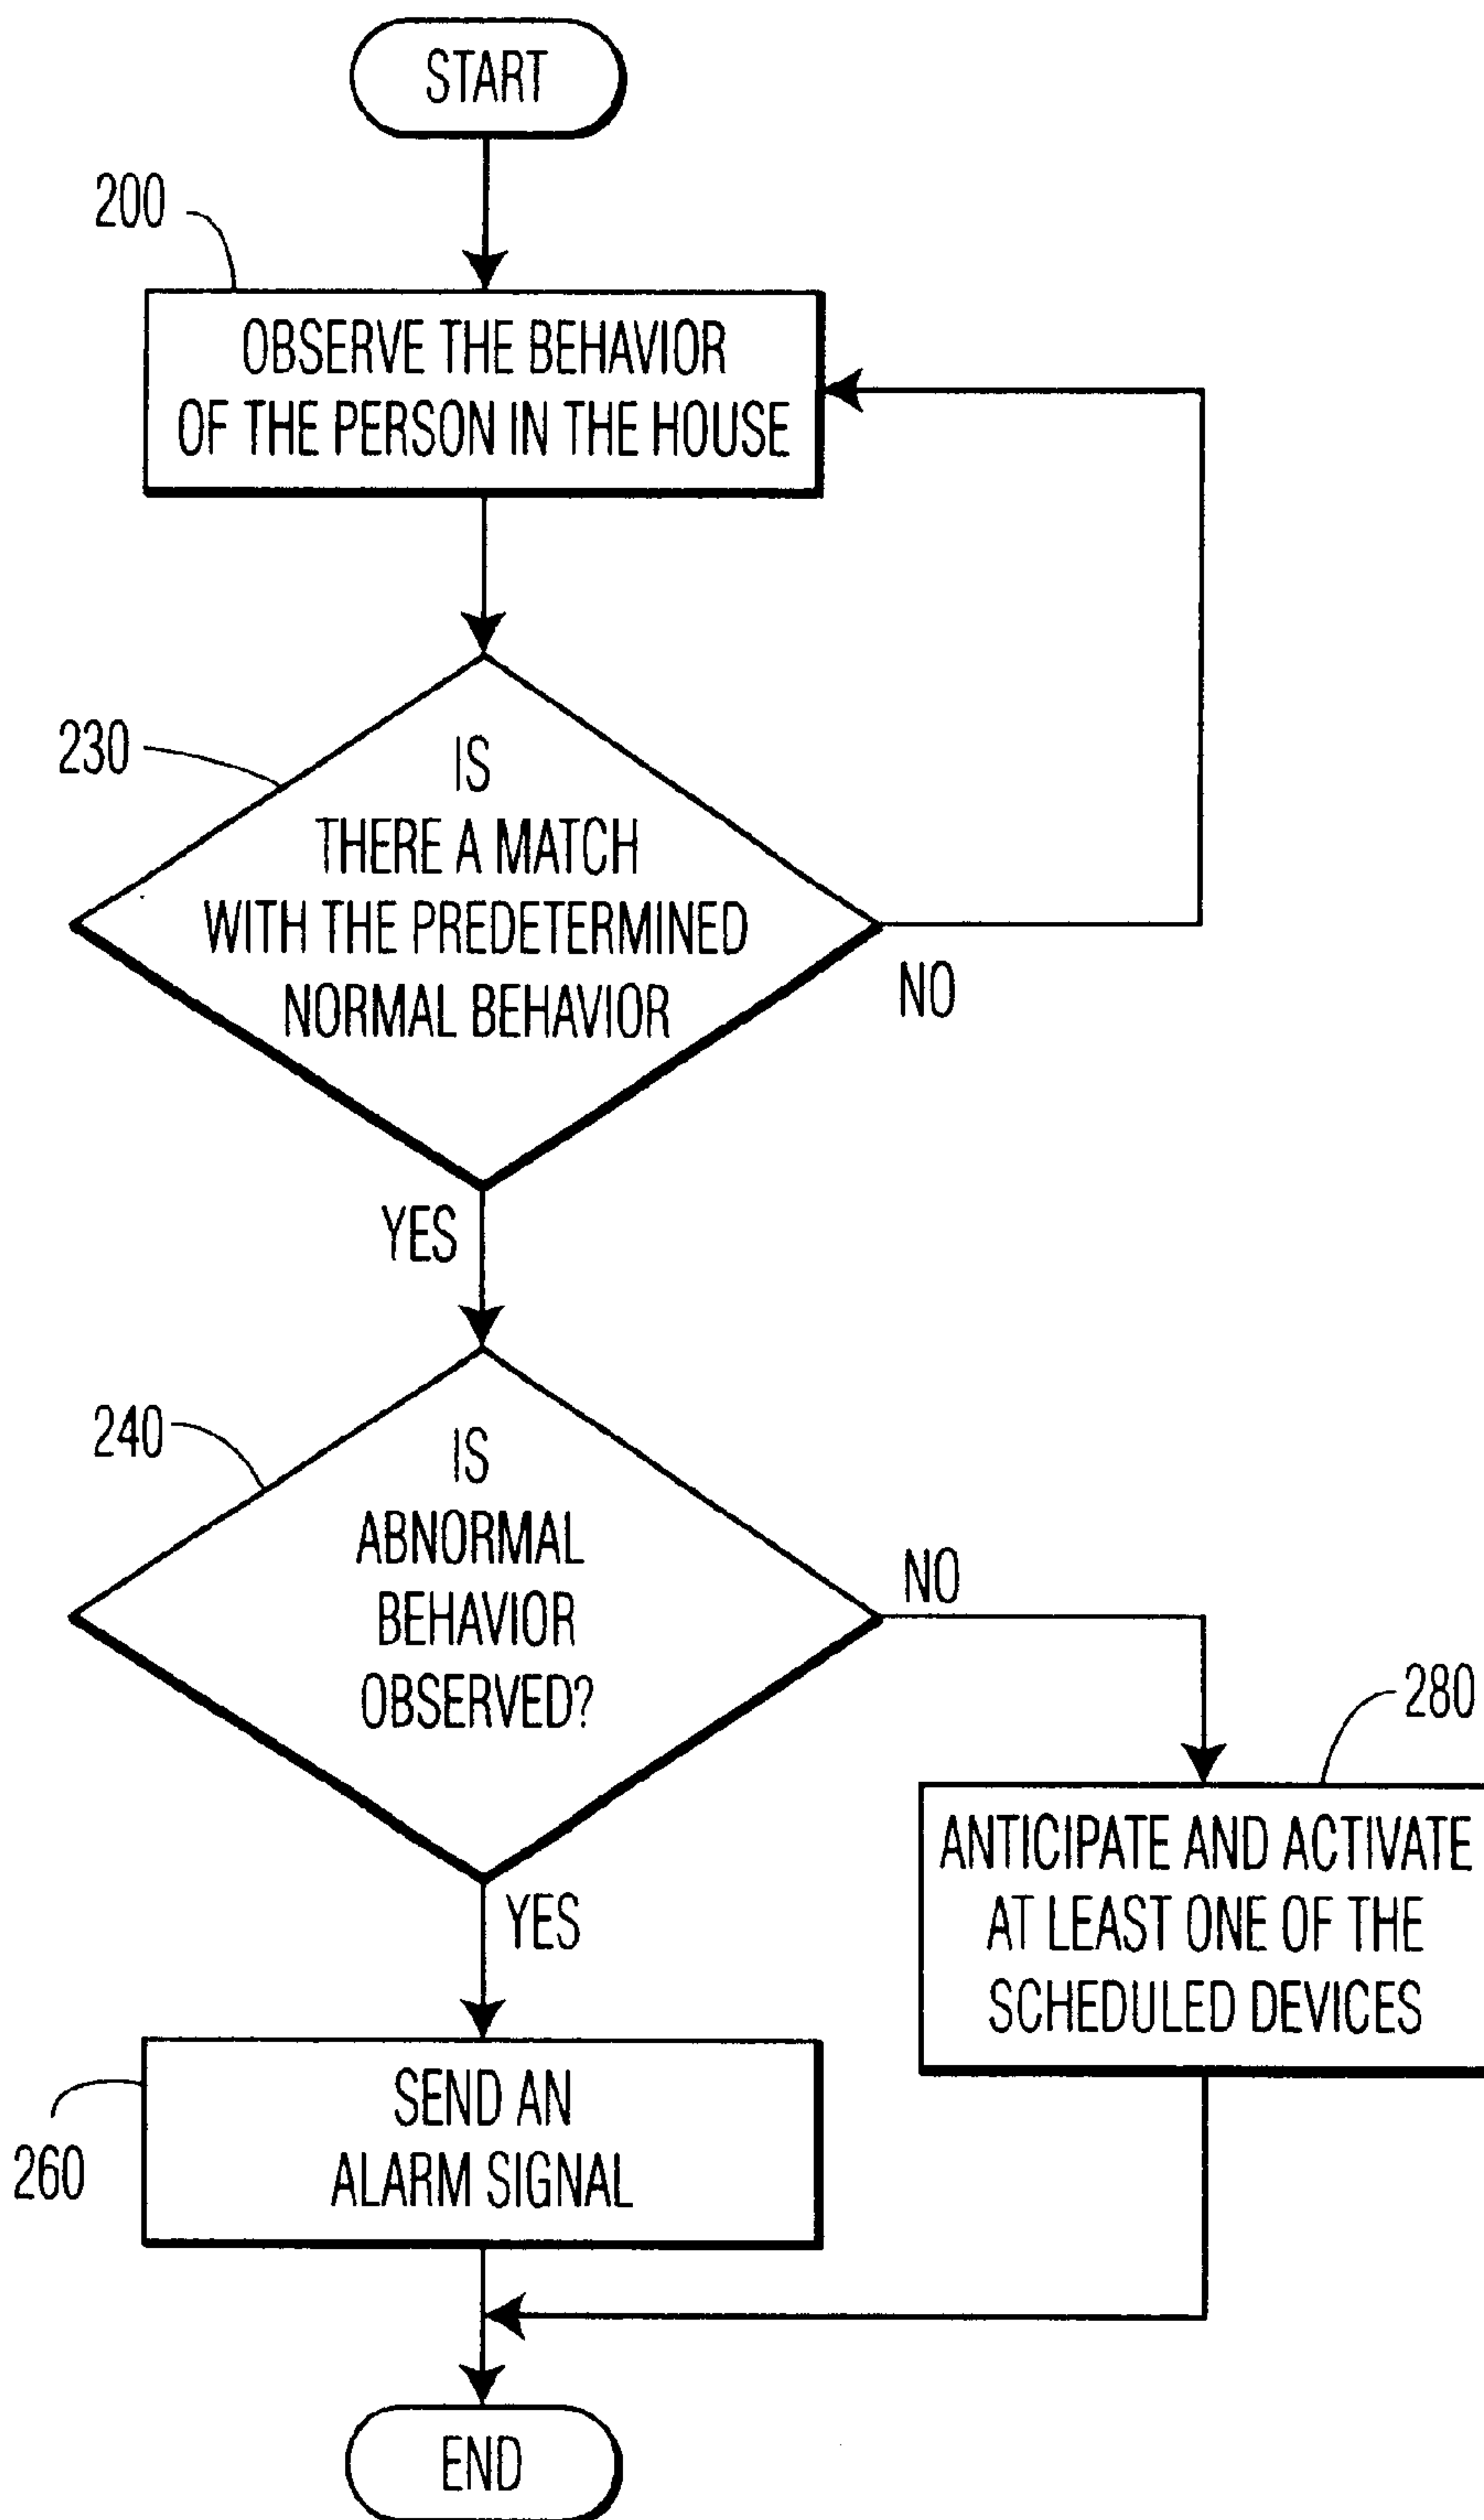 START
200
OBSERVE THE BEHAVIOR
OF THE PERSON IN THE HOUSE
230
IS
THERE A MATCH
WITH THE PREDETERMINED
NORMAL BEHAVIOR
NO
YES
240
IS
ABNORMAL
BEHAVIOR
OBSERVED?
NO
280
ANTICIPATE AND ACTIVATE
AT LEAST ONE OF THE
SCHEDULED DEVICES
YES
SEND AN
ALARM SIGNAL
260
END